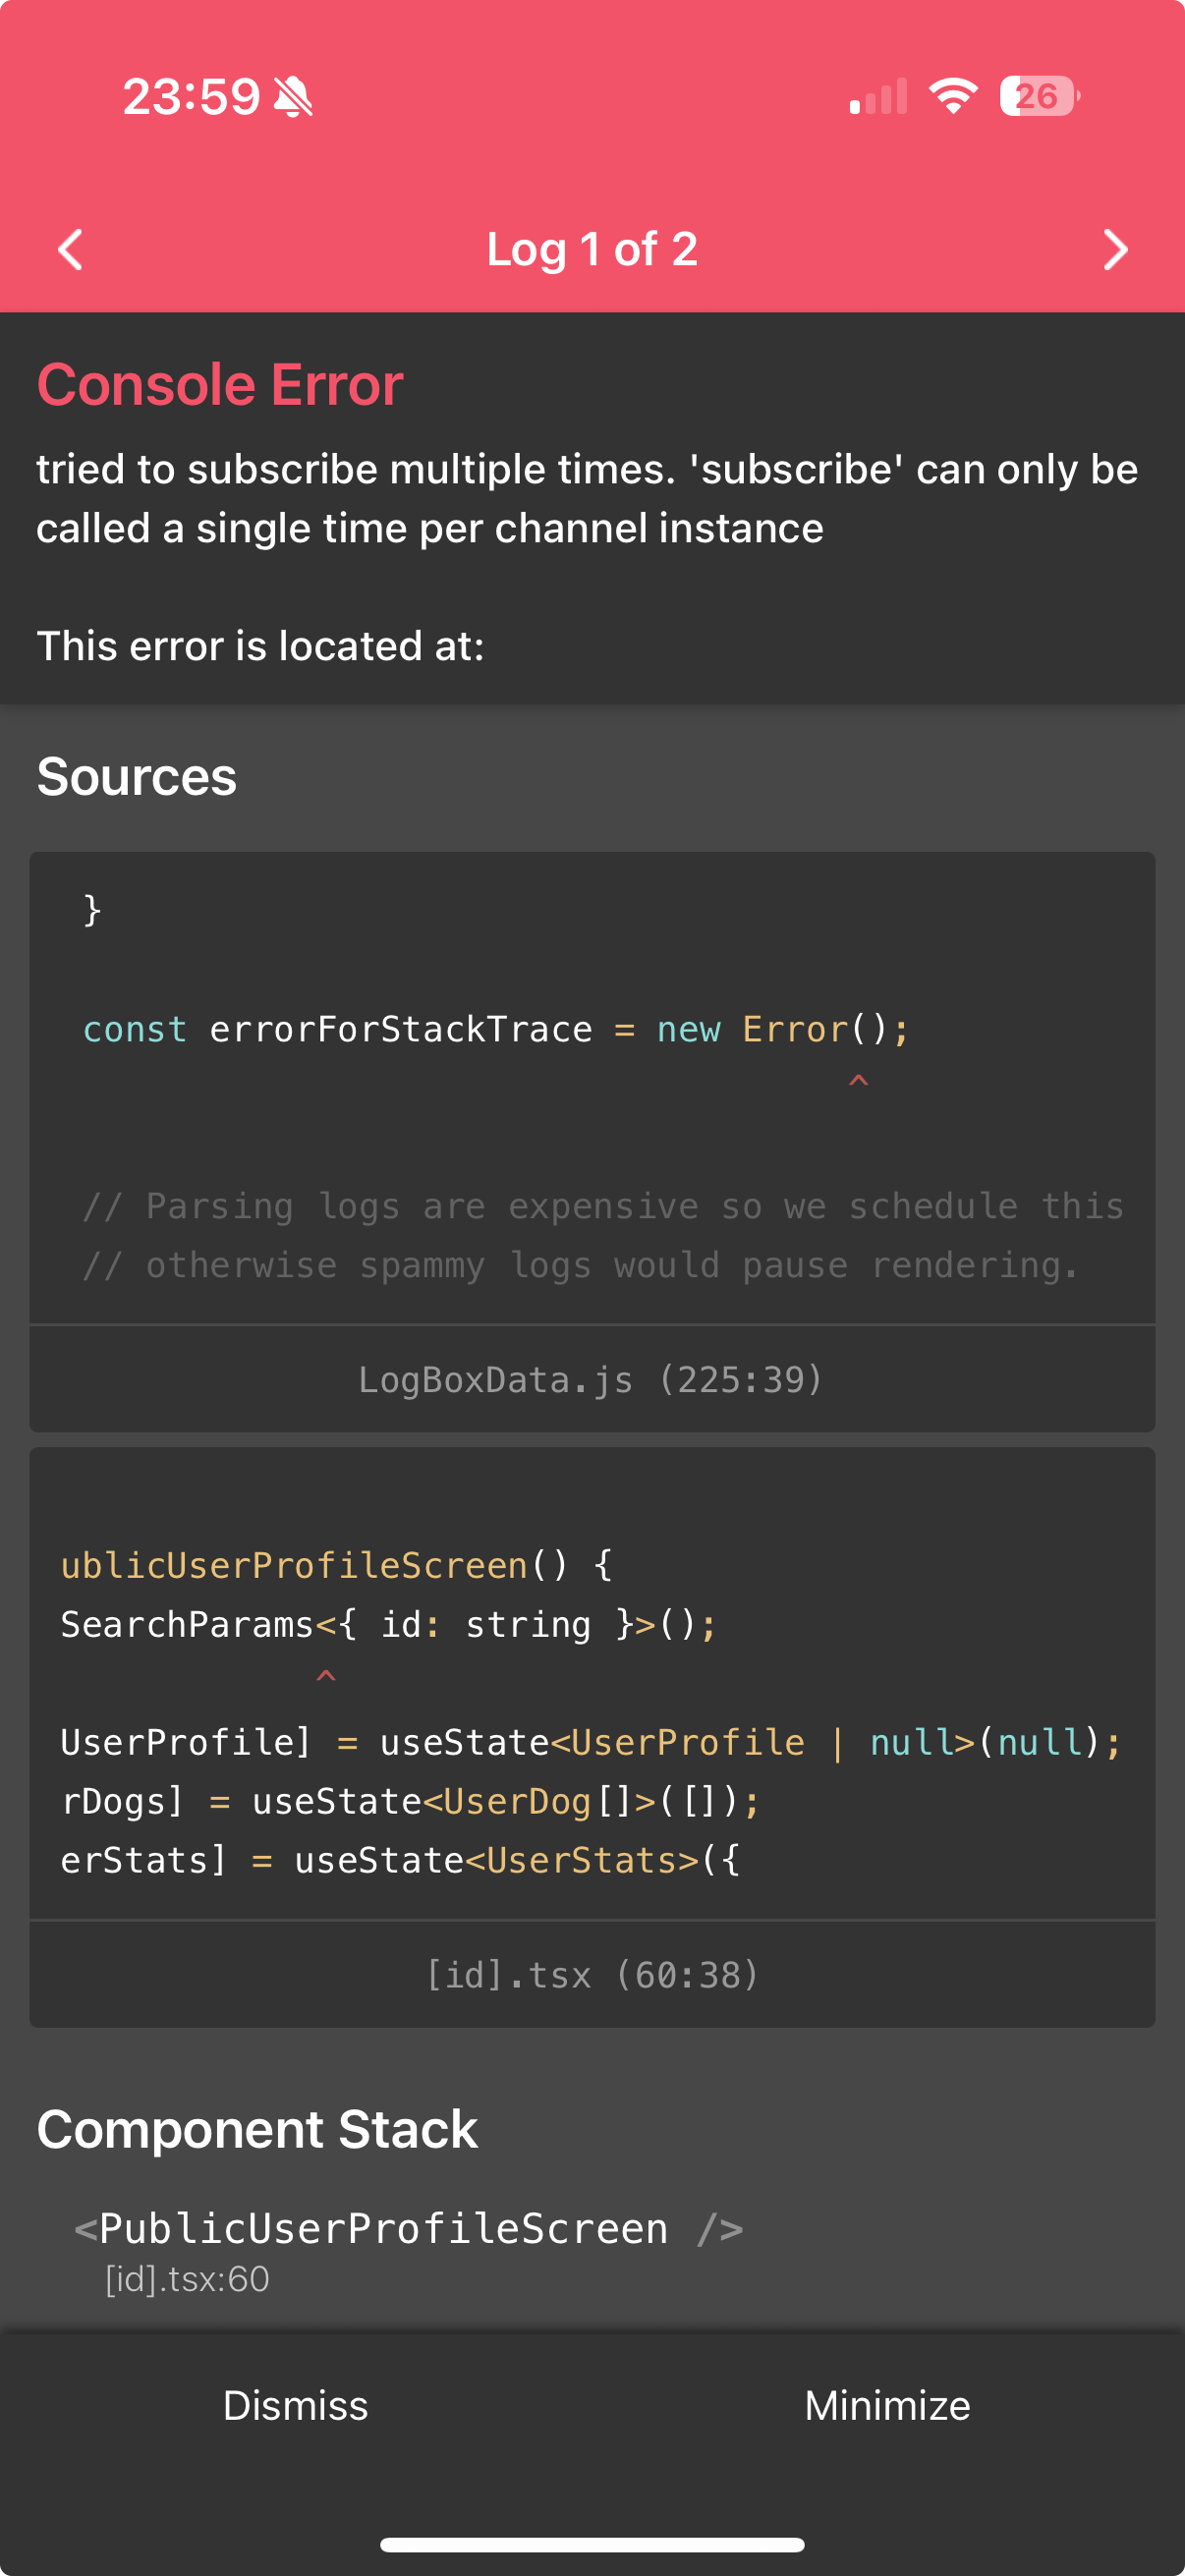 23:59
26
Log 1 of 2
Console Error
tried to subscribe multiple times. 'subscribe' can only be
called a single time per channel instance
This error is located at:
Sources
}
const errorForStackTrace = new Error();
^
// Parsing logs are expensive so we schedule this
// otherwise spammy logs would pause rendering.
LogBoxData.js (225:39)
ublicUserProfileScreen() {
SearchParams<{ id: string }>();
^
UserProfile] = useState<UserProfile | null>(null);
rDogs] = useState<UserDog[]>([]);
erStats] = useState<UserStats>({
[id].tsx (60:38)
Component Stack
<PublicUserProfileScreen />
[id].tsx:60
Dismiss
Minimize